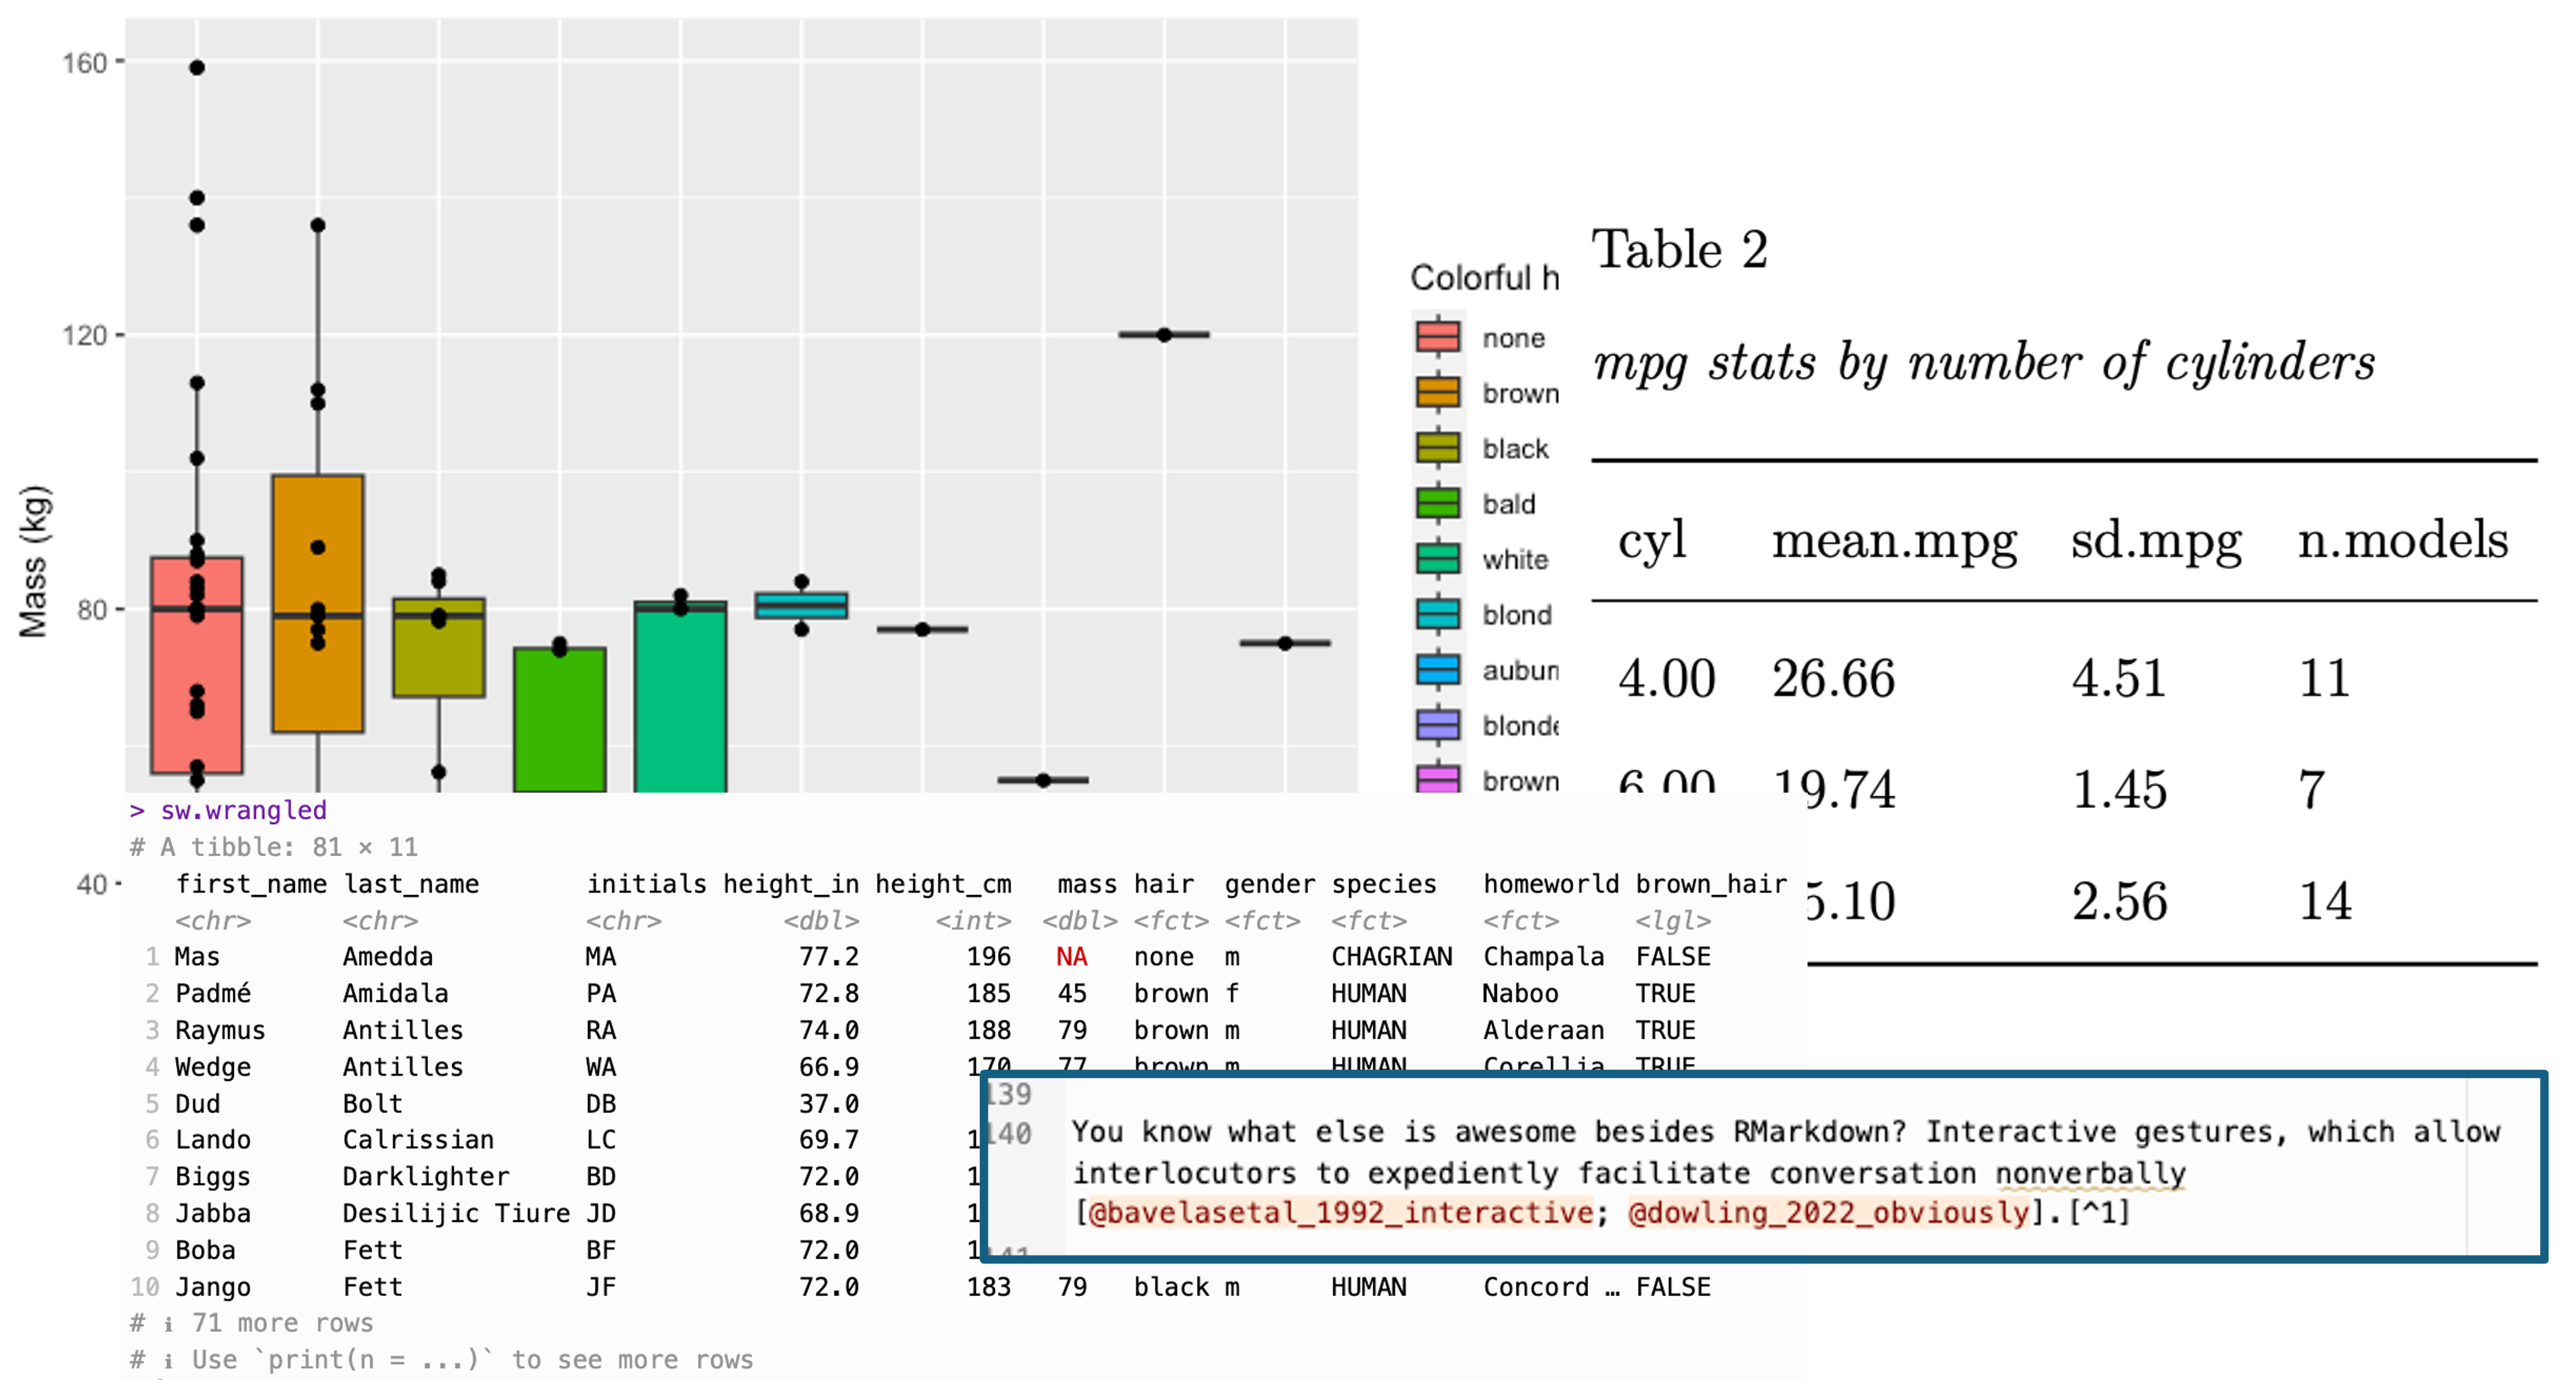 160
120
80
40
Mass (kg)
Colorful h
none
brown
black
bald
white
blond
auburn
blonde
brown
Table 2
mpg stats by number of cylinders
cyl mean.mpg sd.mpg n.models
4.00 26.66 4.51 11
6.00 19.74 1.45 7
5.10 2.56 14
> sw.wrangled
# A tibble: 81 × 11
first_name last_name initials height_in height_cm mass hair gender species homeworld brown_hair
<chr> <chr> <chr> <dbl> <int> <dbl> <fct> <fct> <fct> <fct> <lgl>
1 Mas Amedda MA 77.2 196 NA none m CHAGRIAN Champala FALSE
2 Padmé Amidala PA 72.8 185 45 brown f HUMAN Naboo TRUE
3 Raymus Antilles RA 74.0 188 79 brown m HUMAN Alderaan TRUE
4 Wedge Antilles WA 66.9 170 77 brown m HUMAN Corellia TRUE
5 Dud Bolt DB 37.0
6 Lando Calrissian LC 69.7 1
7 Biggs Darklighter BD 72.0 1
8 Jabba Desilijic Tiure JD 68.9 1
9 Boba Fett BF 72.0 1
10 Jango Fett JF 72.0 183 79 black m HUMAN Concord … FALSE
# ℹ 71 more rows
# ℹ Use `print(n = ...)` to see more rows
139
140 You know what else is awesome besides RMarkdown? Interactive gestures, which allow
interlocutors to expediently facilitate conversation nonverbally
[@bavelasetal_1992_interactive; @dowling_2022_obviously].[^1]
141